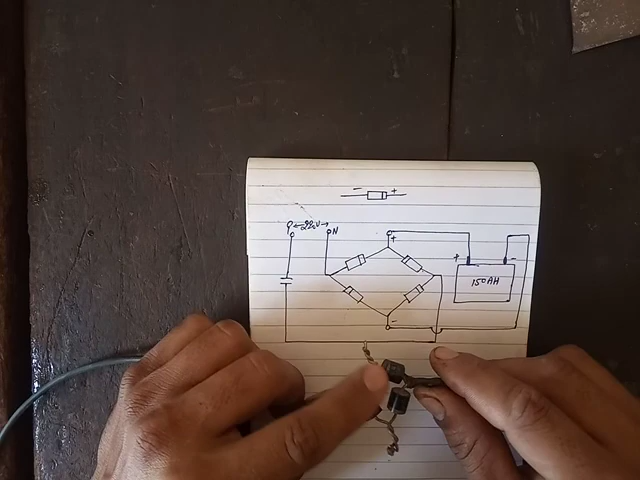 - +
P 220V N
+
+ -
150AH
-